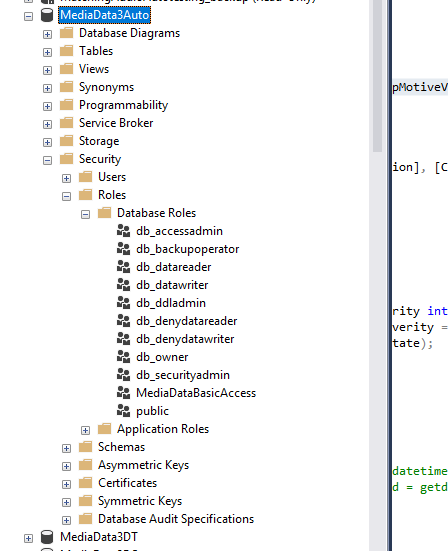 MediaData3Auto
Database Diagrams
Tables
Views
pMotiveV
Synonyms
Programmability
Service Broker
Storage
Security
ion], [C
Users
Roles
Database Roles
db_accessadmin
db_backupoperator
db_datareader
db_datawriter
db_ddladmin
rity int
db_denydatareader
verity =
db_denydatawriter
tate);
db_owner
db_securityadmin
MediaDataBasicAccess
public
Application Roles
Schemas
Asymmetric Keys
datetime
Certificates
d = getd
Symmetric Keys
Database Audit Specifications
MediaData3DT